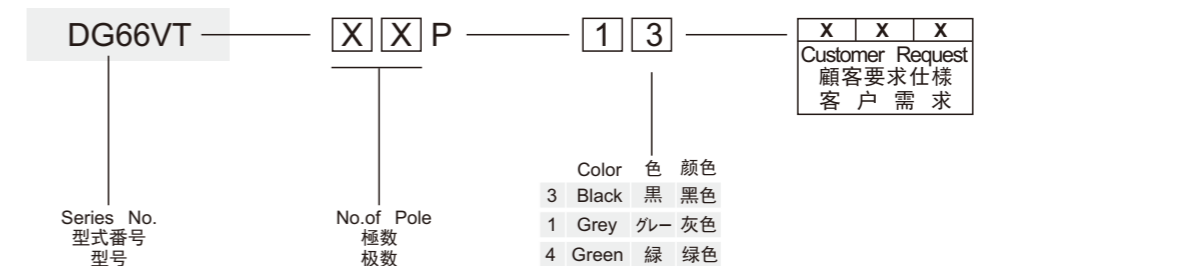 DG66VT XXP 13 X X X
Customer Request
顧客要求仕様
客户需求
Series No.
型式番号
型号
No.of Pole
極数
极数
Color 色 颜色
3 Black 黒 黑色
1 Grey グレー 灰色
4 Green 緑 绿色